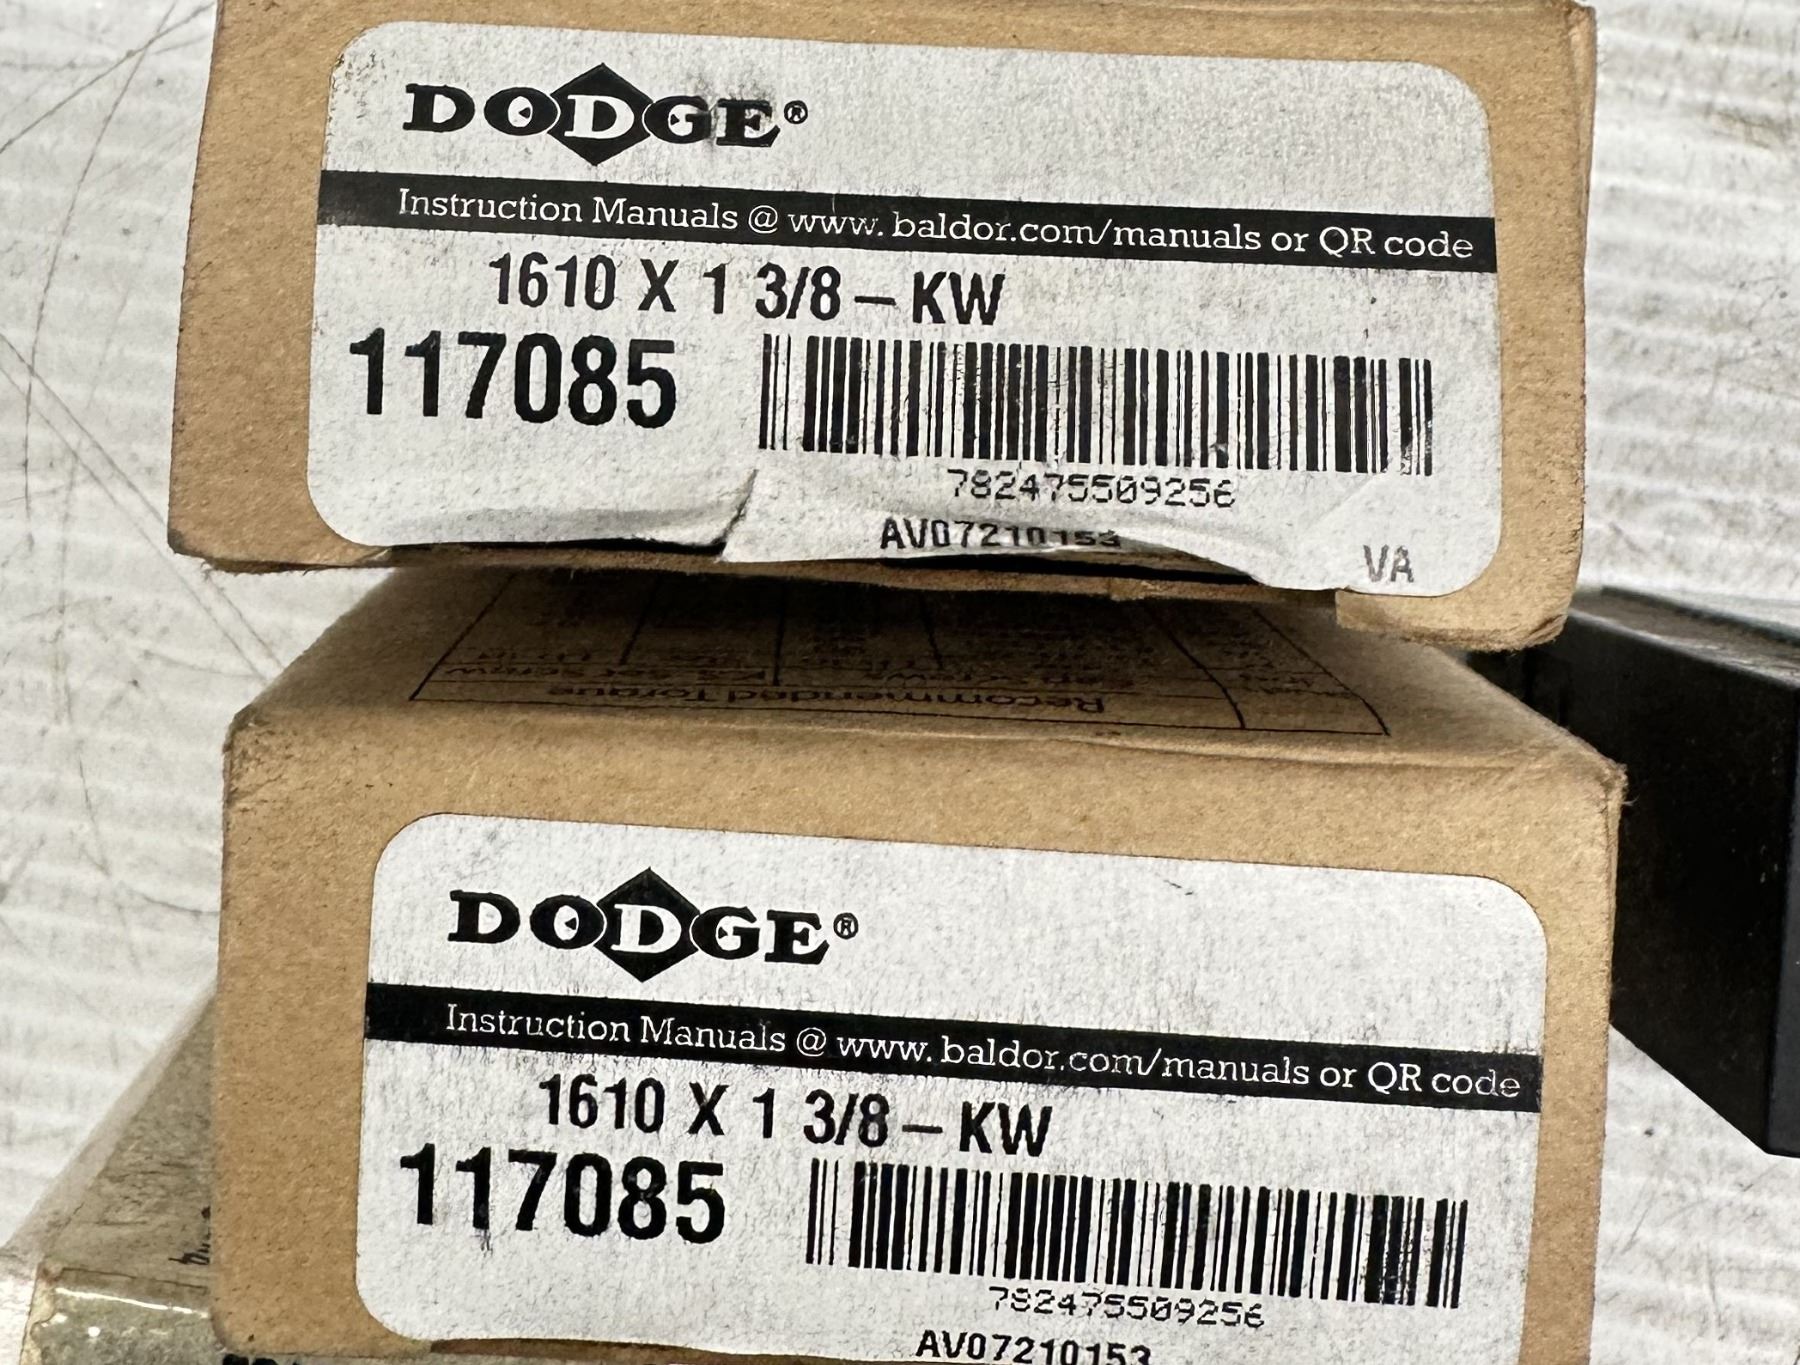 DODGE®
Instruction Manuals @ www.baldor.com/manuals or QR code
1610 X 1 3/8 – KW
117085
782475509256
AV07210153
VA
Recommended Torque
DODGE®
Instruction Manuals @ www.baldor.com/manuals or QR code
1610 X 1 3/8 – KW
117085
782475509256
AV07210153